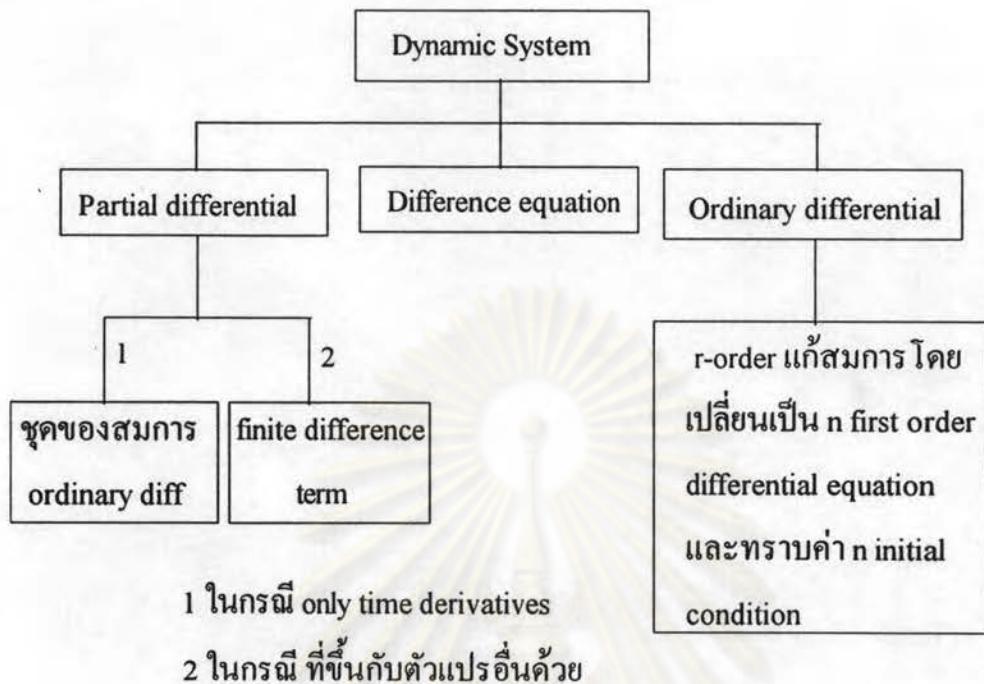 Dynamic System
Partial differential
Difference equation
Ordinary differential
1
2
ชุดของสมการ
ordinary diff
finite difference
term
r-order แก้สมการ โดย
เปลี่ยนเป็น n first order
differential equation
และทราบค่า n initial
condition
1 ในกรณี only time derivatives
2 ในกรณี ที่ขึ้นกับตัวแปรอื่นด้วย